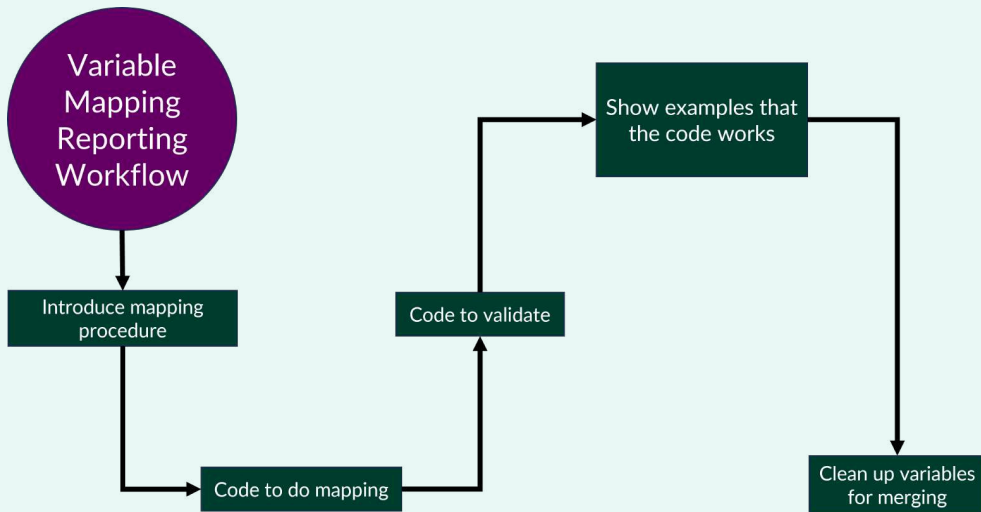 Variable
Mapping
Reporting
Workflow
Introduce mapping
procedure
Code to do mapping
Code to validate
Show examples that
the code works
Clean up variables
for merging